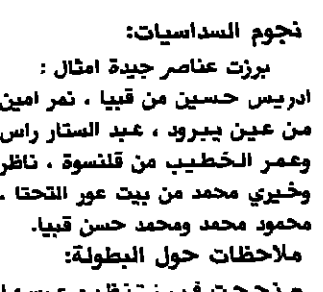 نجوم السداسيات:
برزت عناصر جيدة امثال :
ادريس حسين من قبيا ، نمر امين
من عين يبرود ، عبد الستار راس
وعمر الخطيب من قلنسوة ، ناظر
وخيري محمد من بيت عور التحتا ،
محمود محمد ومحمد حسن قبيا.
ملاحظات حول البطولة: